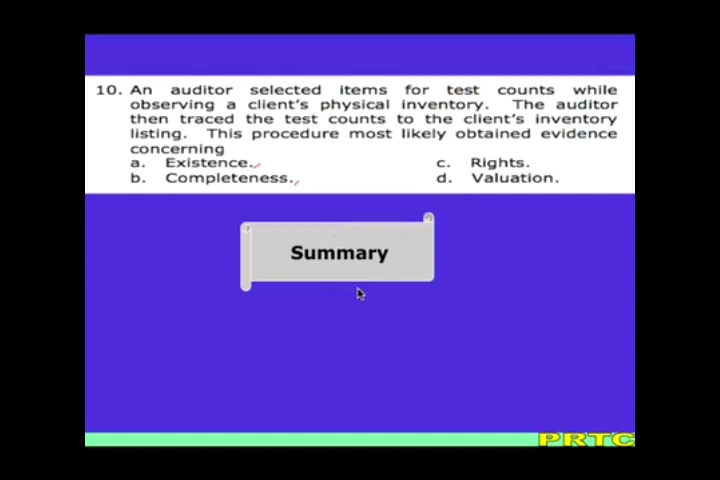 10. An auditor selected items for test counts while
observing a client's physical inventory. The auditor
then traced the test counts to the client's inventory
listing. This procedure most likely obtained evidence
concerning
a. Existence. c. Rights.
b. Completeness. d. Valuation.
Summary
PRTC